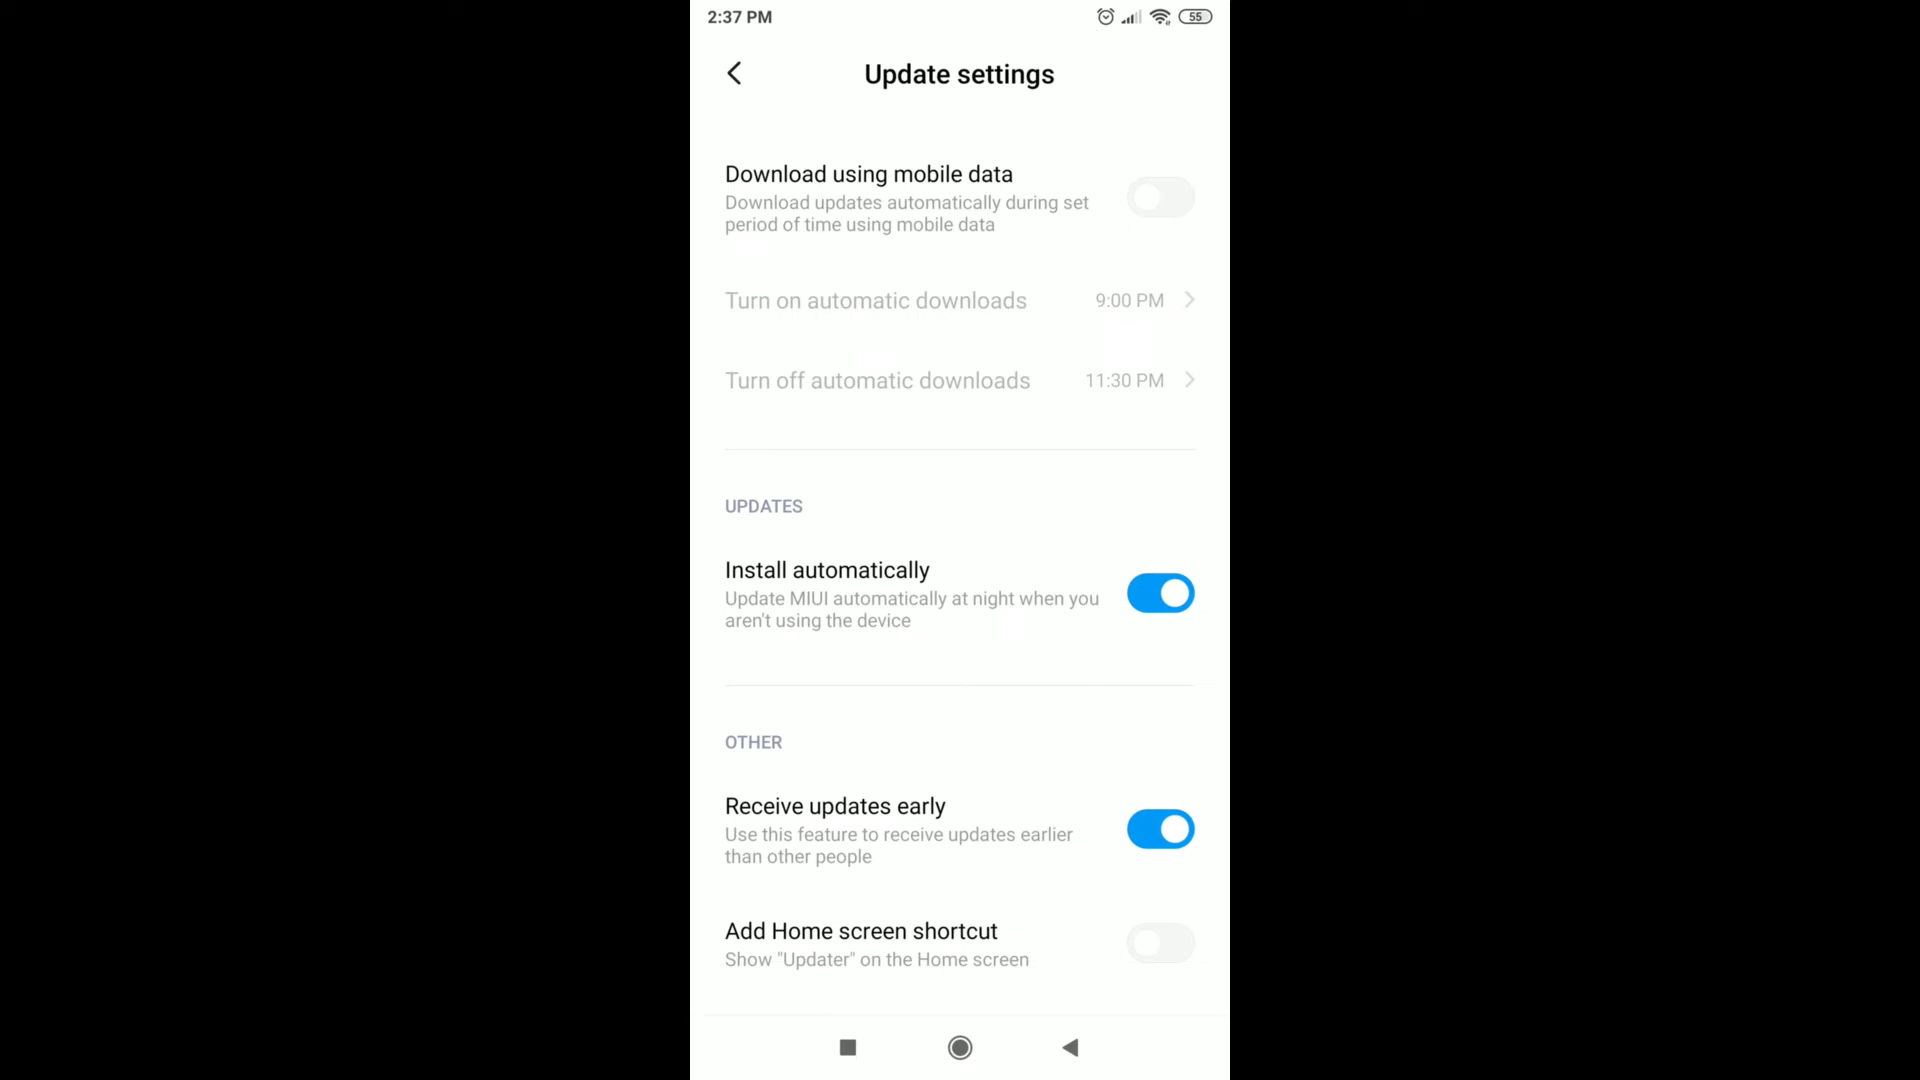 2:37 PM
55
Update settings
Download using mobile data
Download updates automatically during set
period of time using mobile data
Turn on automatic downloads 9:00 PM
Turn off automatic downloads 11:30 PM
UPDATES
Install automatically
Update MIUI automatically at night when you
aren't using the device
OTHER
Receive updates early
Use this feature to receive updates earlier
than other people
Add Home screen shortcut
Show "Updater" on the Home screen